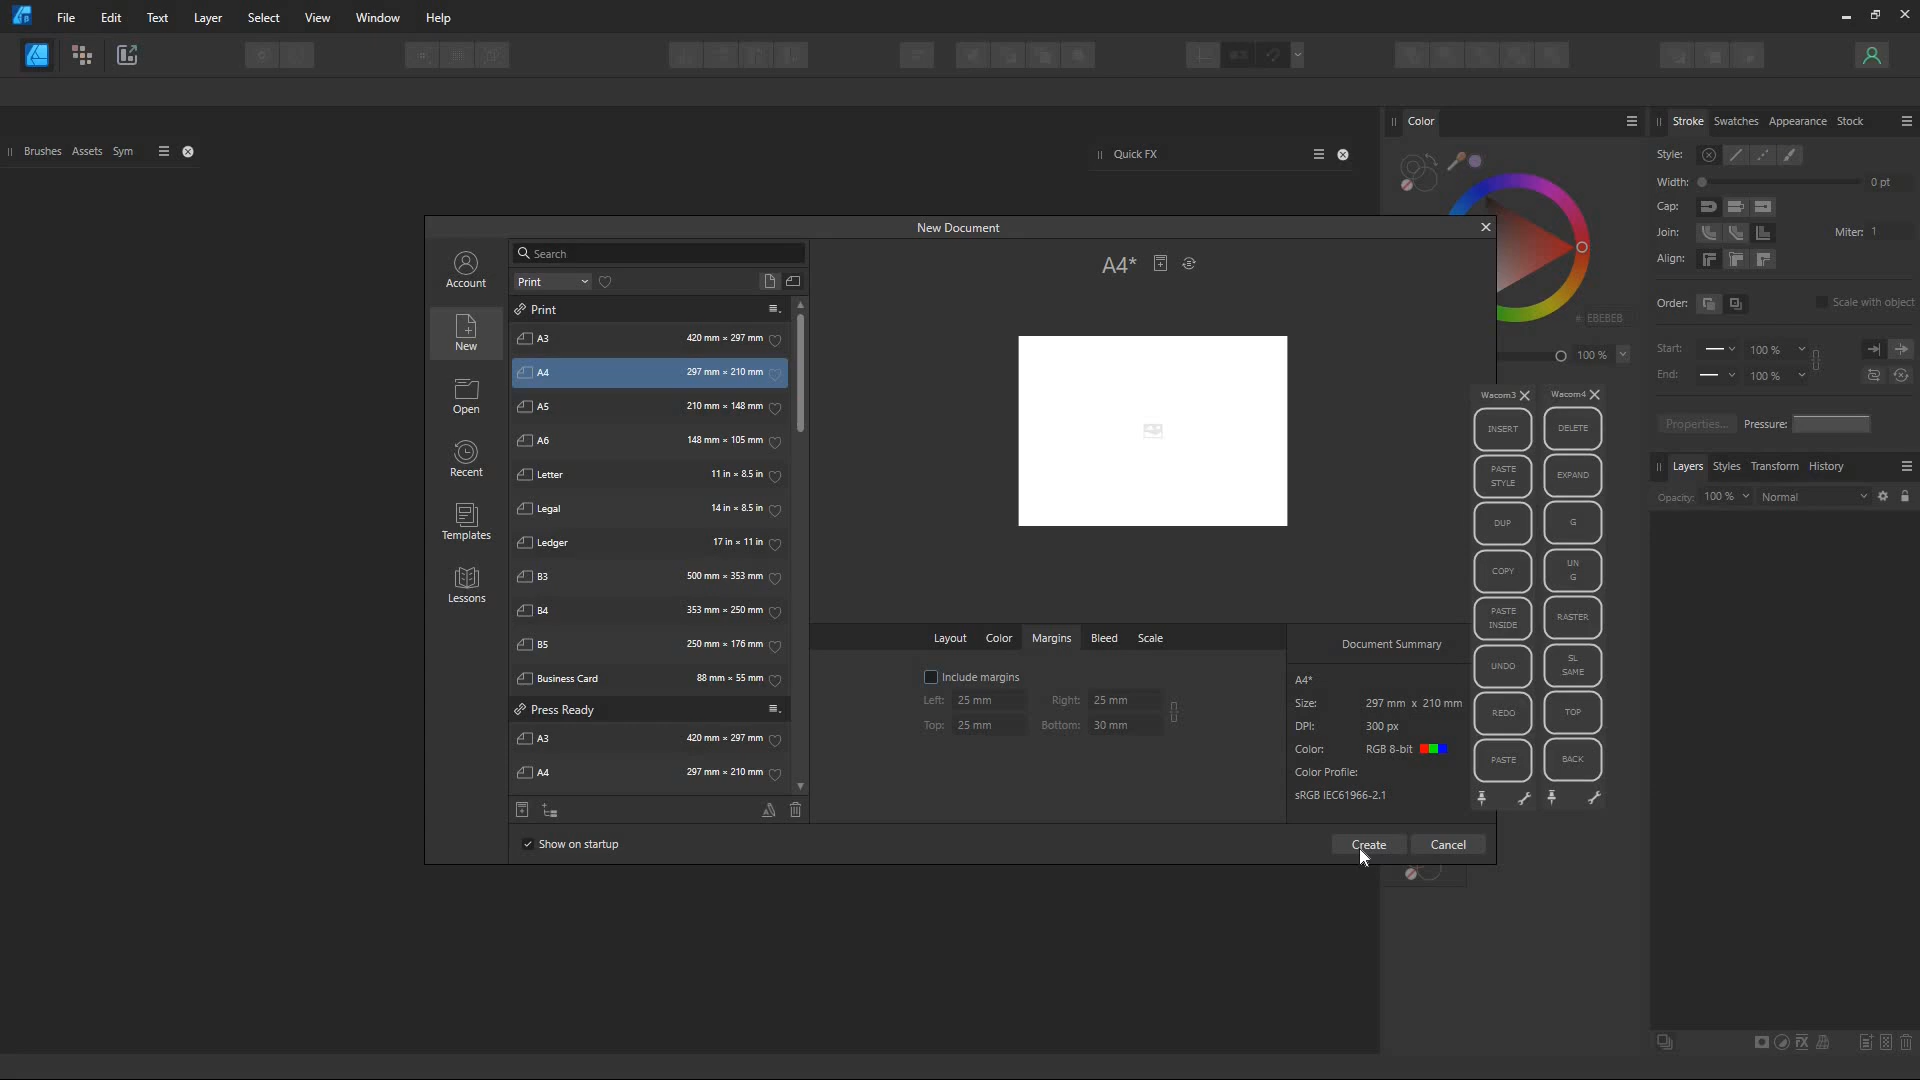 File Edit Text Layer Select View Window Help
Brushes Assets Sym
Quick FX
Color
Stroke Swatches Appearance Stock
Style:
Width: 0 pt
Cap:
Join: Miter: 1
Align:
Order: Scale with object
# EBEBEB
100 %
Start: 100 %
End: 100 %
Properties... Pressure:
Layers Styles Transform History
Opacity: 100 % Normal
New Document
Account
New
Open
Recent
Templates
Lessons
Search
Print
Print
A3 420 mm × 297 mm
A4 297 mm × 210 mm
A5 210 mm × 148 mm
A6 148 mm × 105 mm
Letter 11 in × 8.5 in
Legal 14 in × 8.5 in
Ledger 17 in × 11 in
B3 500 mm × 353 mm
B4 353 mm × 250 mm
B5 250 mm × 176 mm
Business Card 88 mm × 55 mm
Press Ready
A3 420 mm × 297 mm
A4 297 mm × 210 mm
A4*
Layout Color Margins Bleed Scale
Include margins
Left: 25 mm Right: 25 mm
Top: 25 mm Bottom: 30 mm
Document Summary
A4*
Size: 297 mm x 210 mm
DPI: 300 px
Color: RGB 8-bit
Color Profile:
sRGB IEC61966-2.1
Show on startup
Create Cancel
Wacom3 Wacom4
INSERT DELETE
PASTE
STYLE
EXPAND
DUP G
COPY
UN
G
PASTE
INSIDE
RASTER
UNDO
SL
SAME
REDO TOP
PASTE BACK